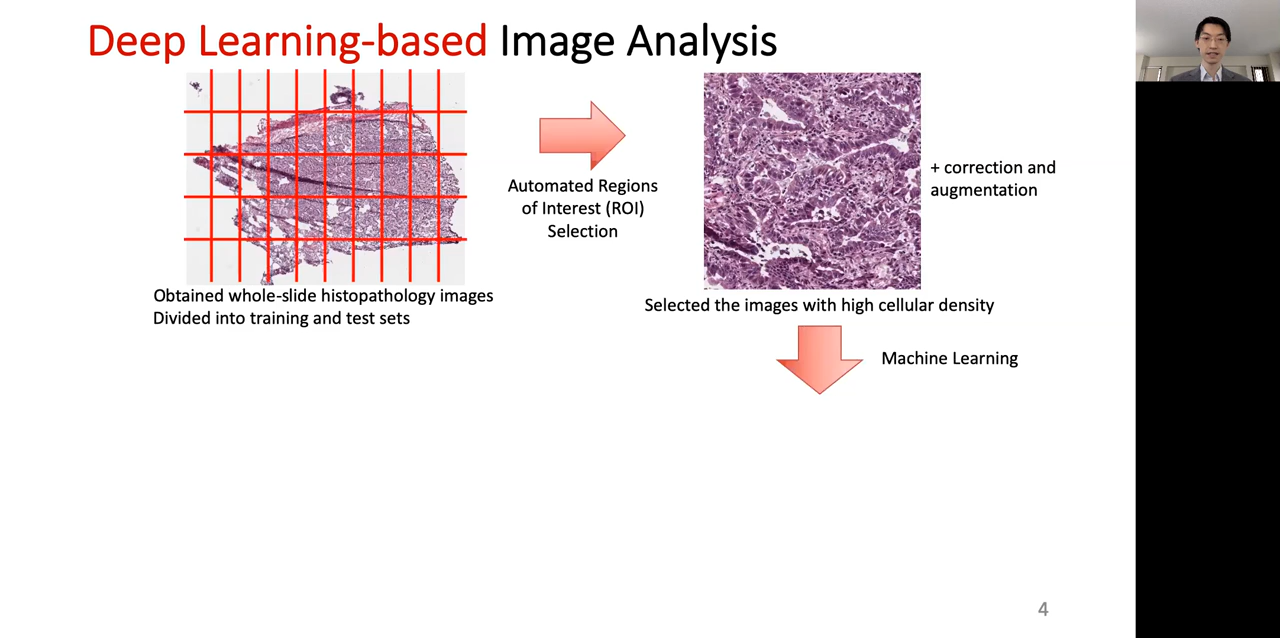 Deep Learning-based Image Analysis
Automated Regions
of Interest (ROI)
Selection
+ correction and
augmentation
Obtained whole-slide histopathology images
Divided into training and test sets
Selected the images with high cellular density
Machine Learning
4